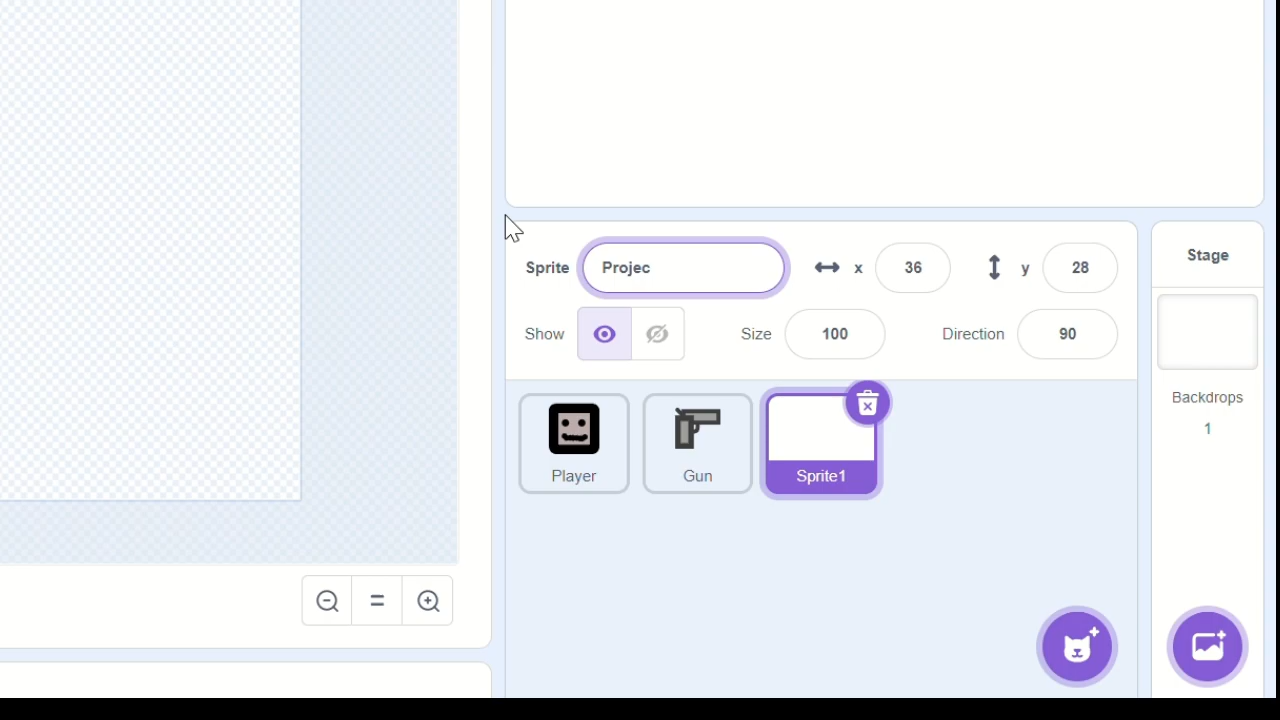 Sprite Projec x 36 y 28
Show Size 100 Direction 90
Player Gun Sprite1
Stage
Backdrops
1